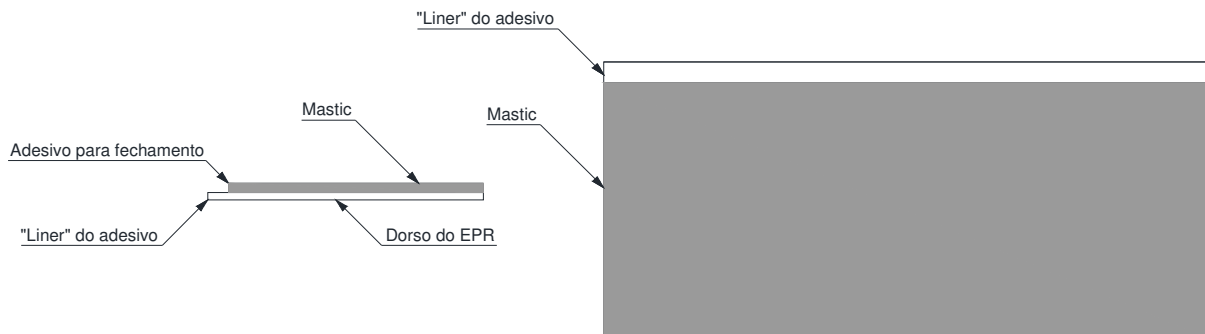 "Liner" do adesivo
Mastic
Mastic
Adesivo para fechamento
"Liner" do adesivo
Dorso do EPR